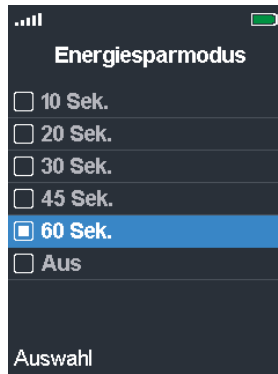 Energiesparmodus
10 Sek.
20 Sek.
30 Sek.
45 Sek.
60 Sek.
Aus
Auswahl